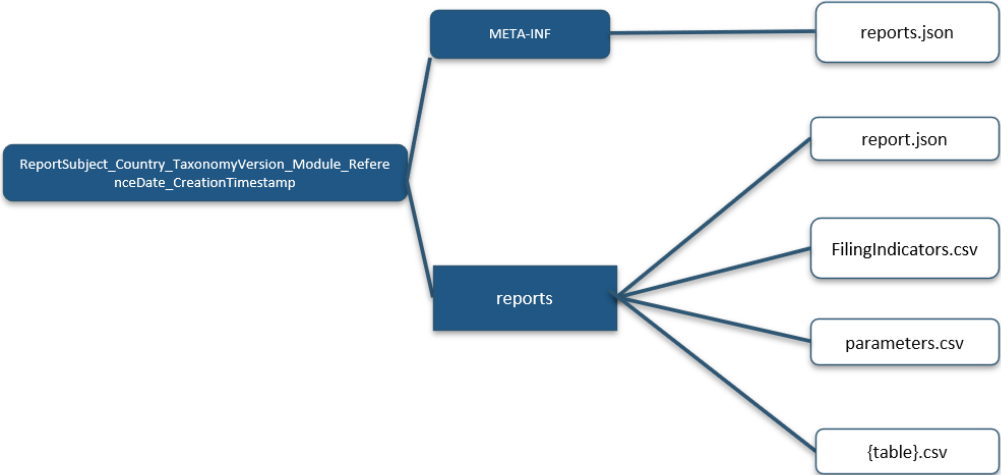 META-INF
reports.json
report.json
ReportSubject_Country_TaxonomyVersion_Module_Refere
nceDate_CreationTimestamp
FilingIndicators.csv
reports
parameters.csv
{table}.csv